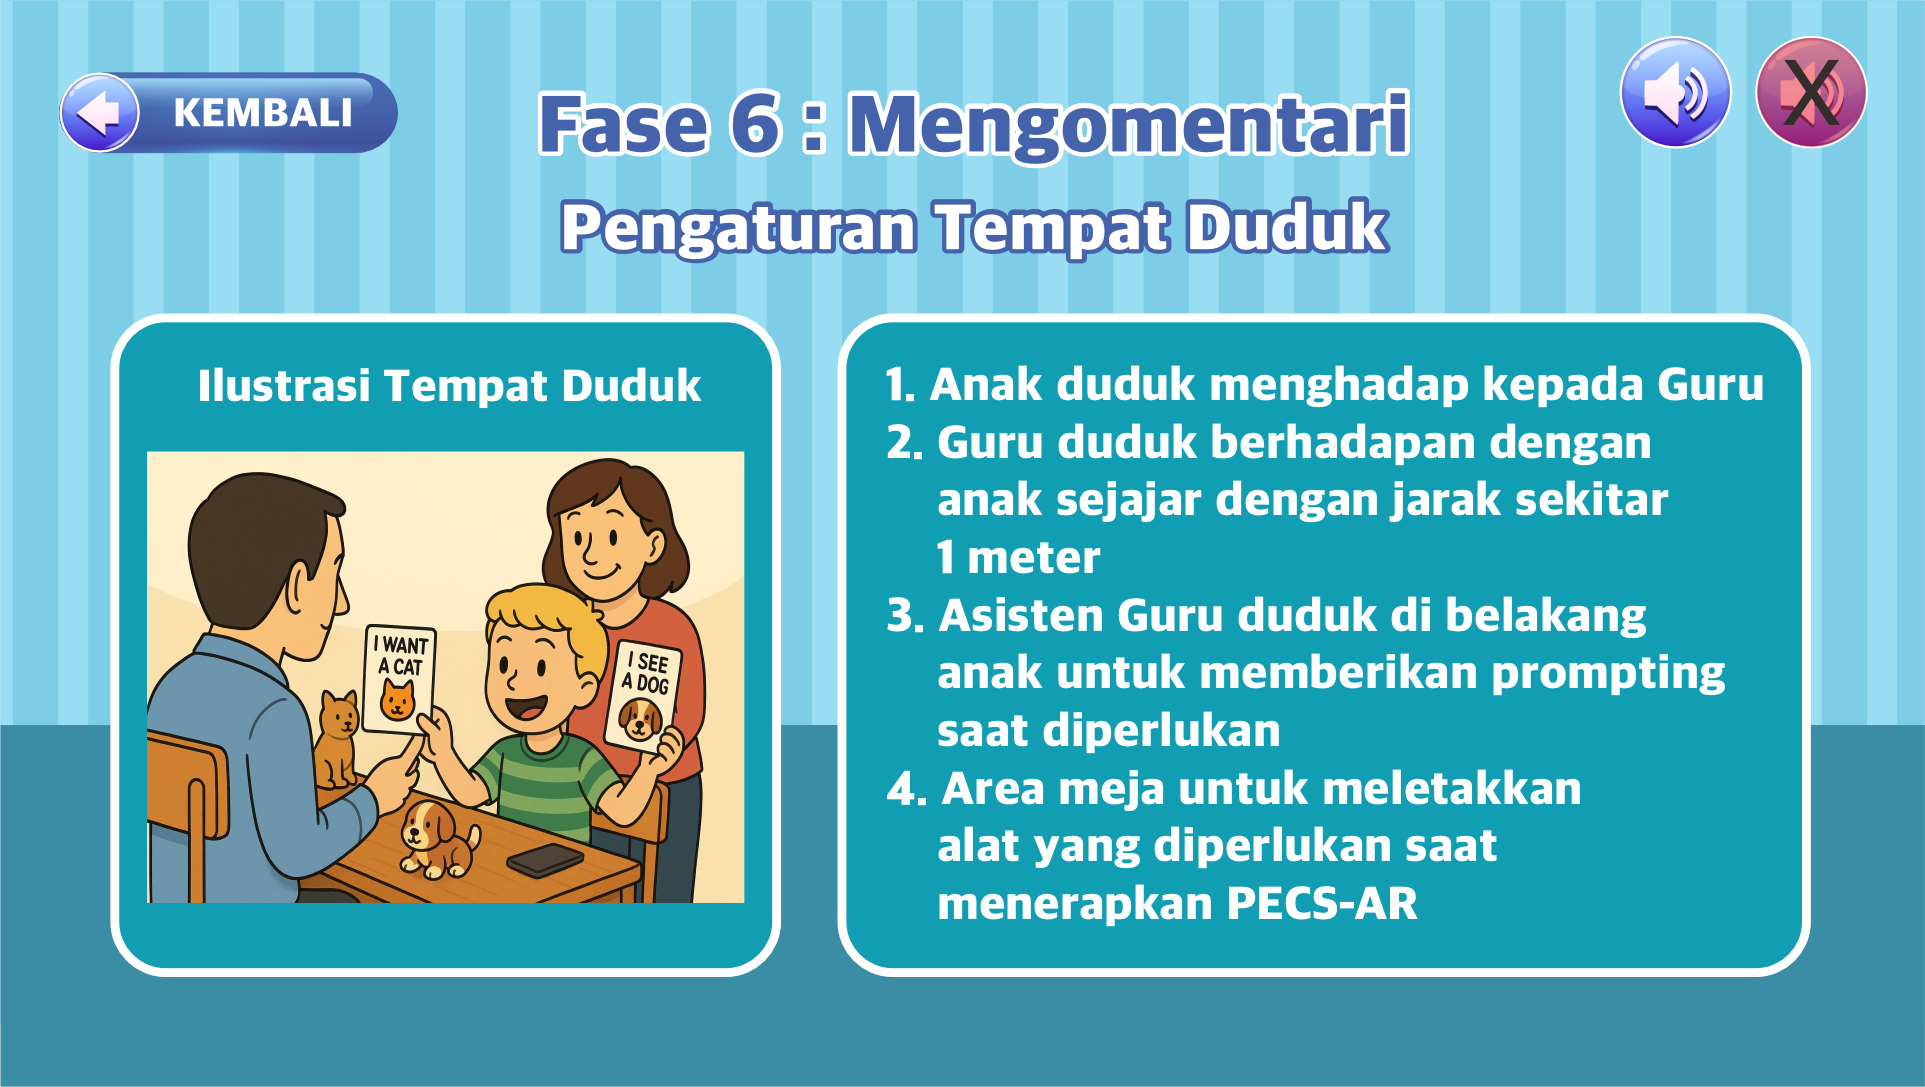 KEMBALI
Fase 6 : Mengomentari
Pengaturan Tempat Duduk
X
Ilustrasi Tempat Duduk
I WANT
A CAT
I SEE
A DOG
1. Anak duduk menghadap kepada Guru
2. Guru duduk berhadapan dengan
anak sejajar dengan jarak sekitar
1 meter
3. Asisten Guru duduk di belakang
anak untuk memberikan prompting
saat diperlukan
4. Area meja untuk meletakkan
alat yang diperlukan saat
menerapkan PECS-AR